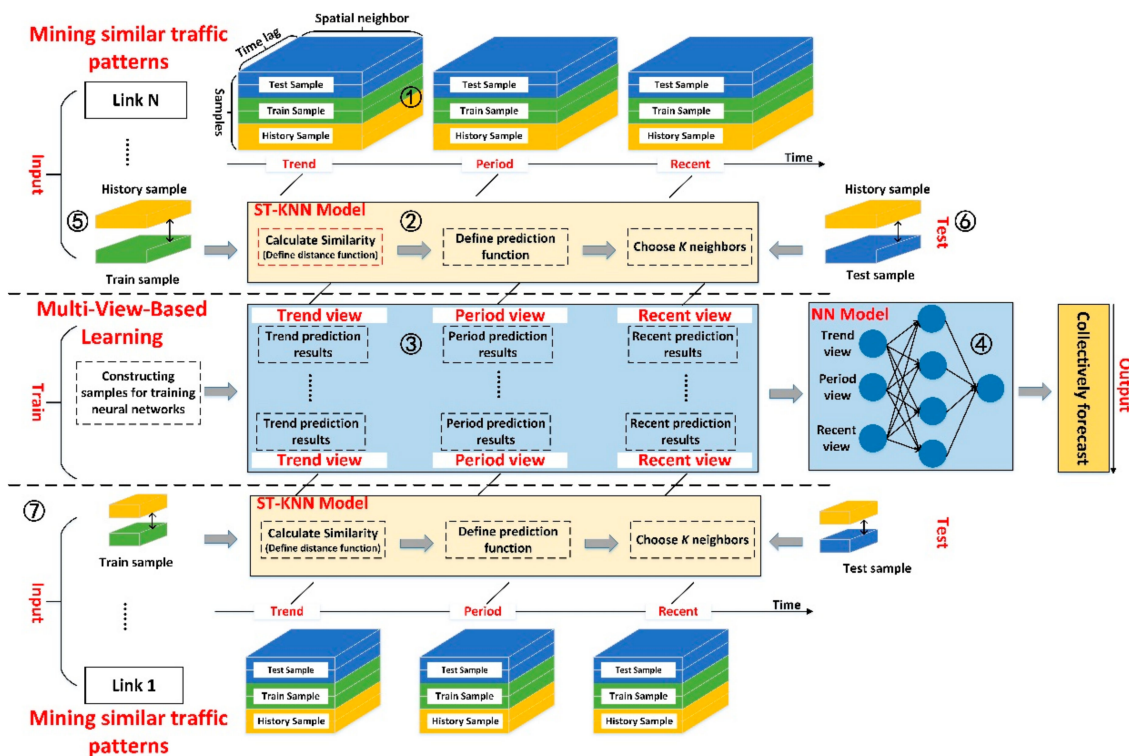 Mining similar traffic
patterns
Link N
Input
Time lag
Spatial neighbor
Samples
Test Sample
Train Sample
History Sample
①
Test Sample
Train Sample
History Sample
Test Sample
Train Sample
History Sample
Trend
Period
Recent
Time
History sample
⑤
Train sample
ST-KNN Model
②
Calculate Similarity
(Define distance function)
Define prediction
function
Choose K neighbors
History sample
⑥
Test
Test sample
Multi-View-Based
Learning
Train
Constructing
samples for training
neural networks
Trend view
Period view
Recent view
③
Trend prediction
results
Period prediction
results
Recent prediction
results
Trend prediction
results
Period prediction
results
Recent prediction
results
Trend view
Period view
Recent view
NN Model
④
Trend
view
Period
view
Recent
view
Collectively forecast
Output
⑦
Input
Train sample
ST-KNN Model
Calculate Similarity
(Define distance function)
Define prediction
function
Choose K neighbors
Test
Test sample
Trend
Period
Recent
Time
Test Sample
Train Sample
History Sample
Test Sample
Train Sample
History Sample
Test Sample
Train Sample
History Sample
Link 1
Mining similar traffic
patterns